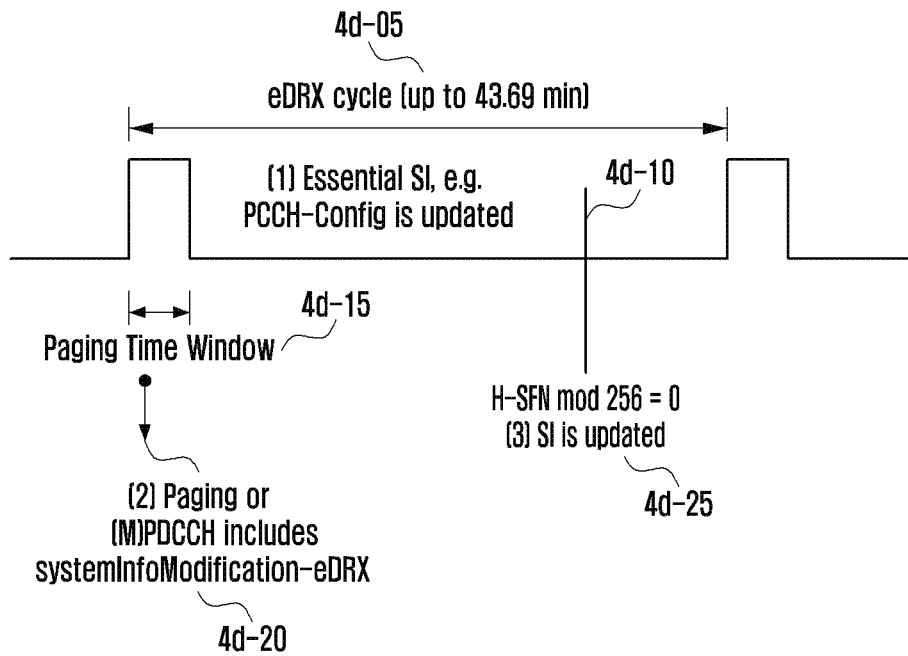 4d-05
eDRX cycle (up to 43.69 min)
(1) Essential SI, e.g.
PCCH-Config is updated
4d-10
4d-15
Paging Time Window
H-SFN mod 256 = 0
(3) SI is updated
4d-25
(2) Paging or
(M)PDCCH includes
systemInfoModification-eDRX
4d-20